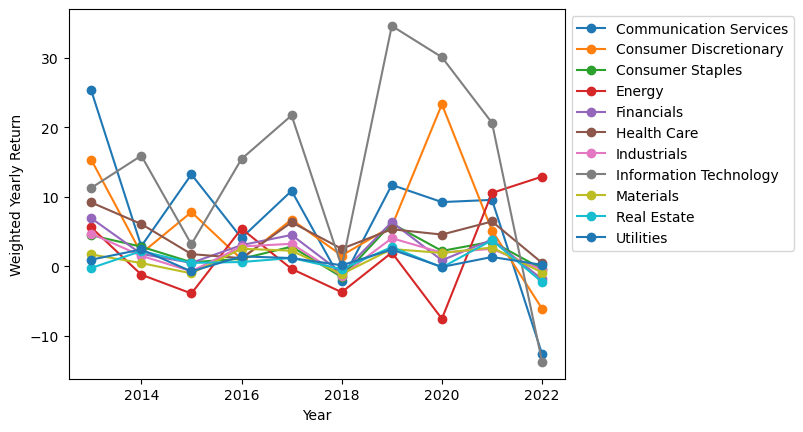 30
20
10
0
−10
Weighted Yearly Return
2014
2016
2018
2020
2022
Year
Communication Services
Consumer Discretionary
Consumer Staples
Energy
Financials
Health Care
Industrials
Information Technology
Materials
Real Estate
Utilities